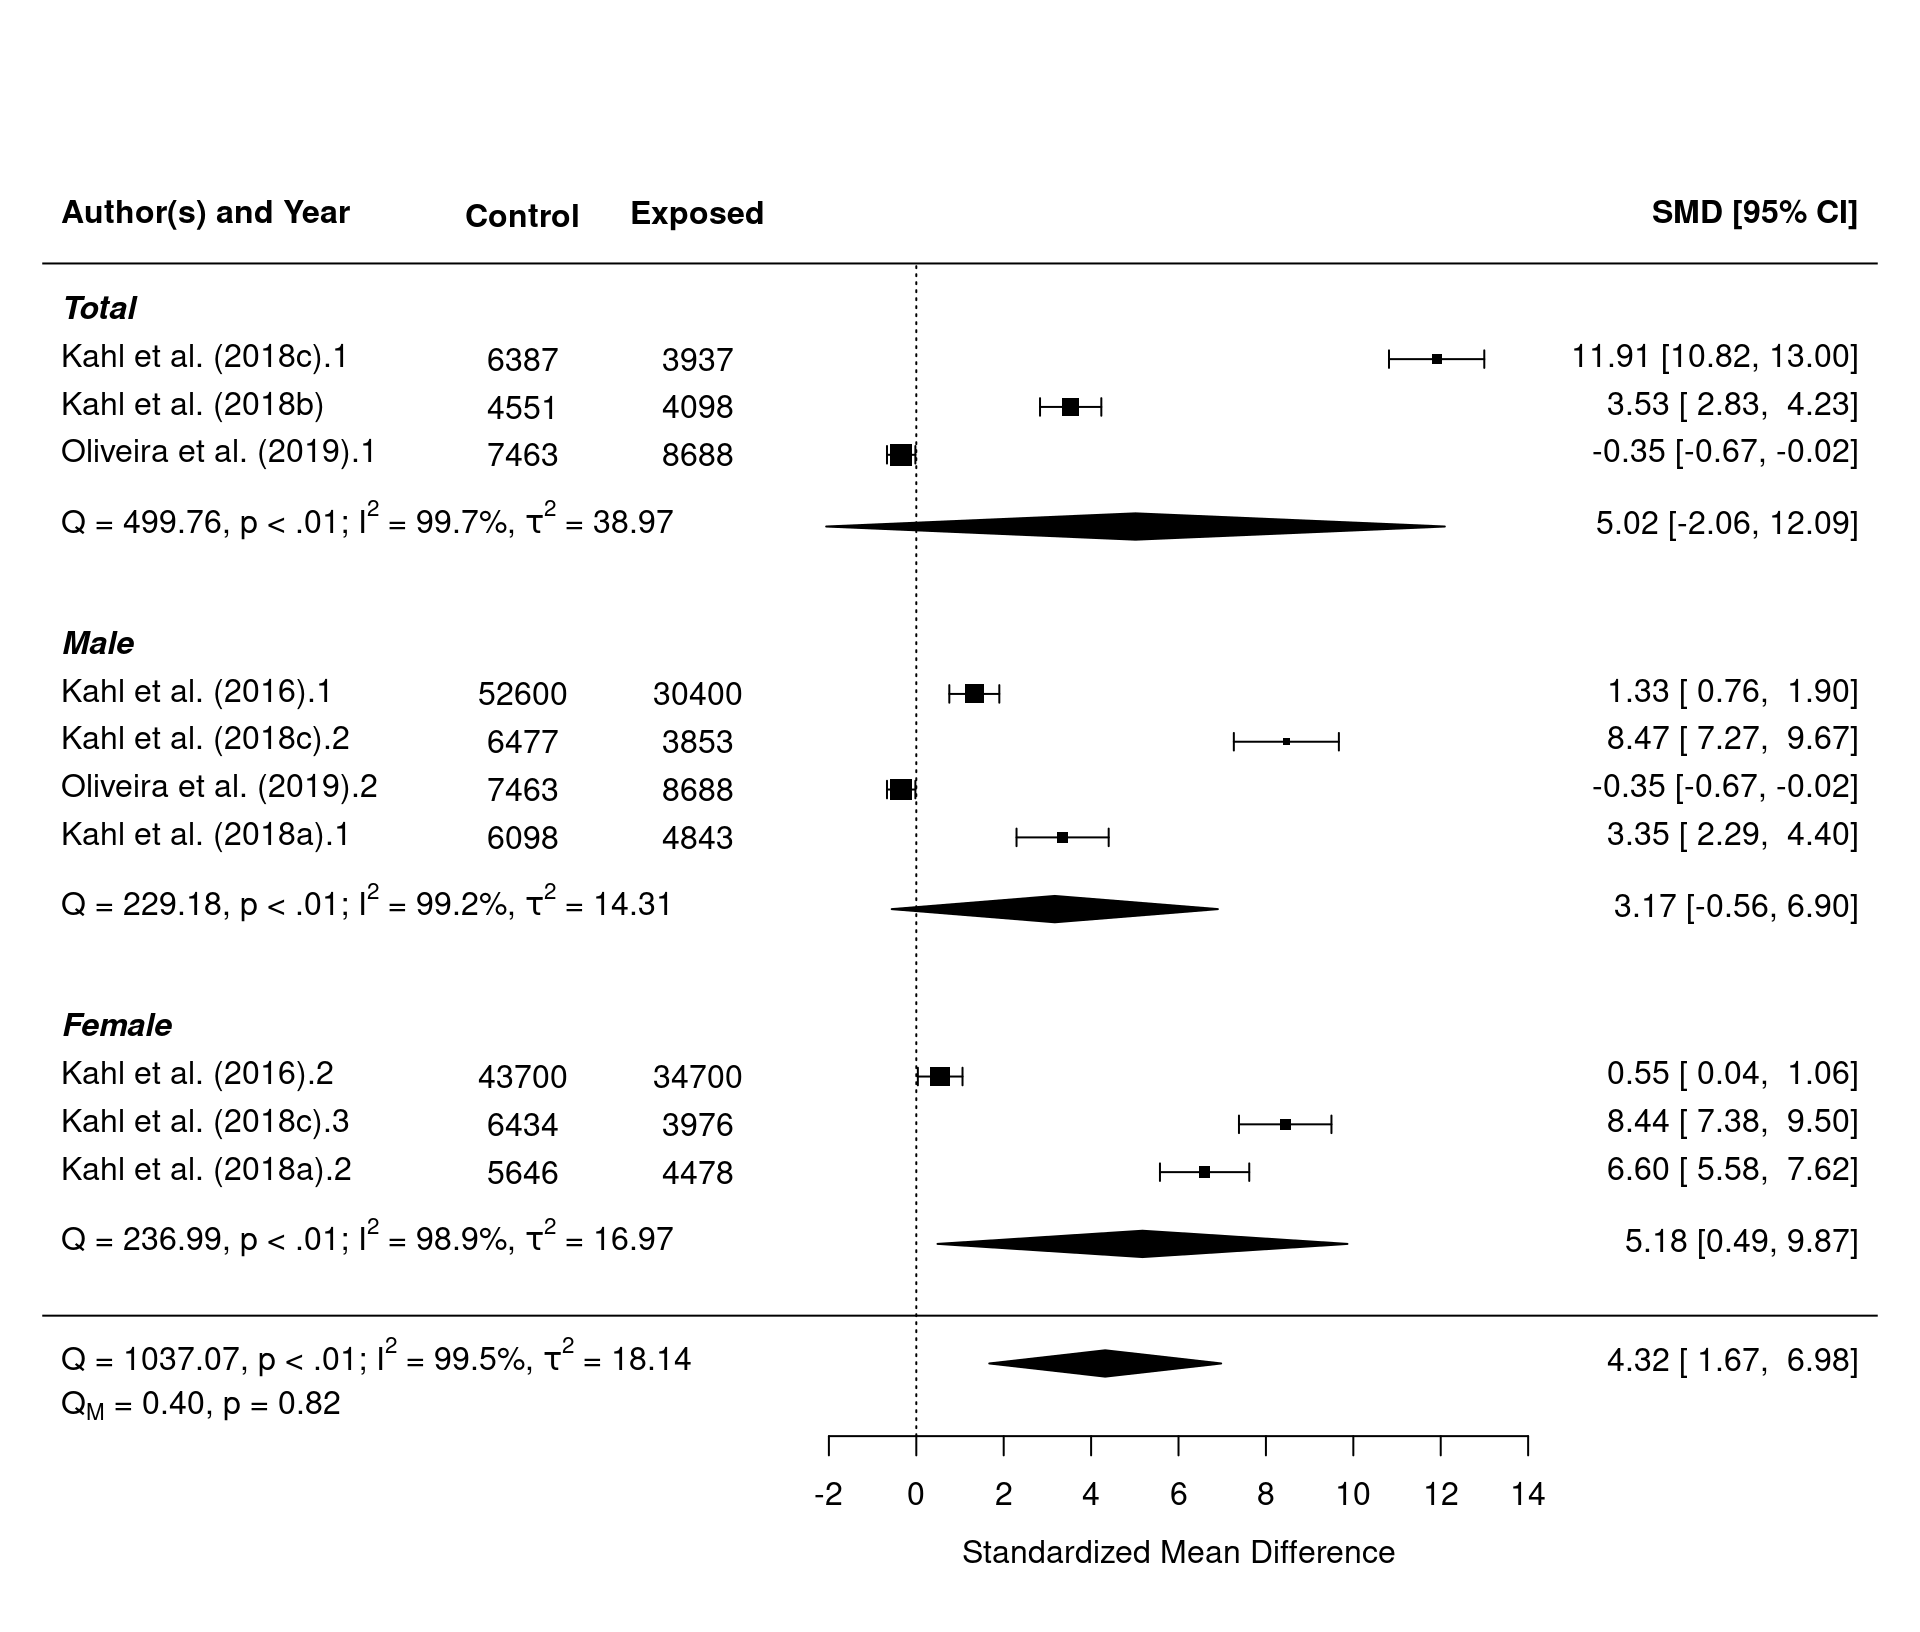 Author(s) and Year Control Exposed SMD [95% CI]
Total
Kahl et al. (2018c).1 6387 3937 11.91 [10.82, 13.00]
Kahl et al. (2018b) 4551 4098 3.53 [ 2.83, 4.23]
Oliveira et al. (2019).1 7463 8688 -0.35 [-0.67, -0.02]
Q = 499.76, p < .01; I² = 99.7%, τ² = 38.97 5.02 [-2.06, 12.09]
Male
Kahl et al. (2016).1 52600 30400 1.33 [ 0.76, 1.90]
Kahl et al. (2018c).2 6477 3853 8.47 [ 7.27, 9.67]
Oliveira et al. (2019).2 7463 8688 -0.35 [-0.67, -0.02]
Kahl et al. (2018a).1 6098 4843 3.35 [ 2.29, 4.40]
Q = 229.18, p < .01; I² = 99.2%, τ² = 14.31 3.17 [-0.56, 6.90]
Female
Kahl et al. (2016).2 43700 34700 0.55 [ 0.04, 1.06]
Kahl et al. (2018c).3 6434 3976 8.44 [ 7.38, 9.50]
Kahl et al. (2018a).2 5646 4478 6.60 [ 5.58, 7.62]
Q = 236.99, p < .01; I² = 98.9%, τ² = 16.97 5.18 [0.49, 9.87]
Q = 1037.07, p < .01; I² = 99.5%, τ² = 18.14 4.32 [ 1.67, 6.98]
Q_M = 0.40, p = 0.82
-2 0 2 4 6 8 10 12 14
Standardized Mean Difference